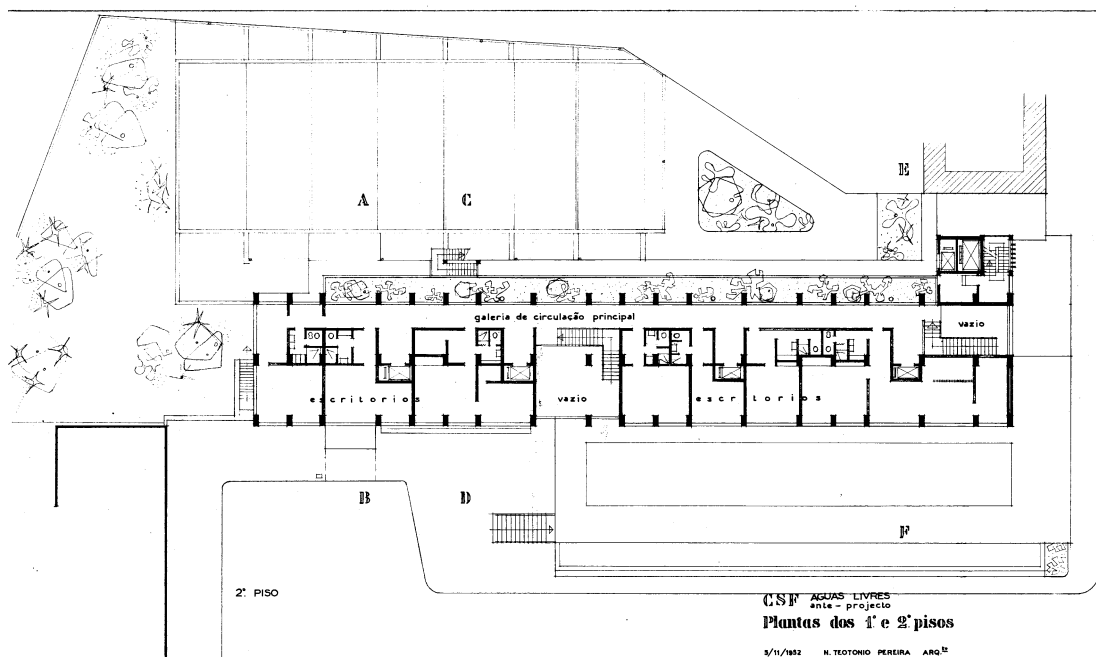 E
A C
galeria de circulação principal
vazio
escritorios vazio escritorios
B D
F
2º PISO
CSF AGUAS LIVRES
ante - projecto
Plantas dos 1º e 2º pisos
5/11/1952 N. TEOTONIO PEREIRA ARQ.to